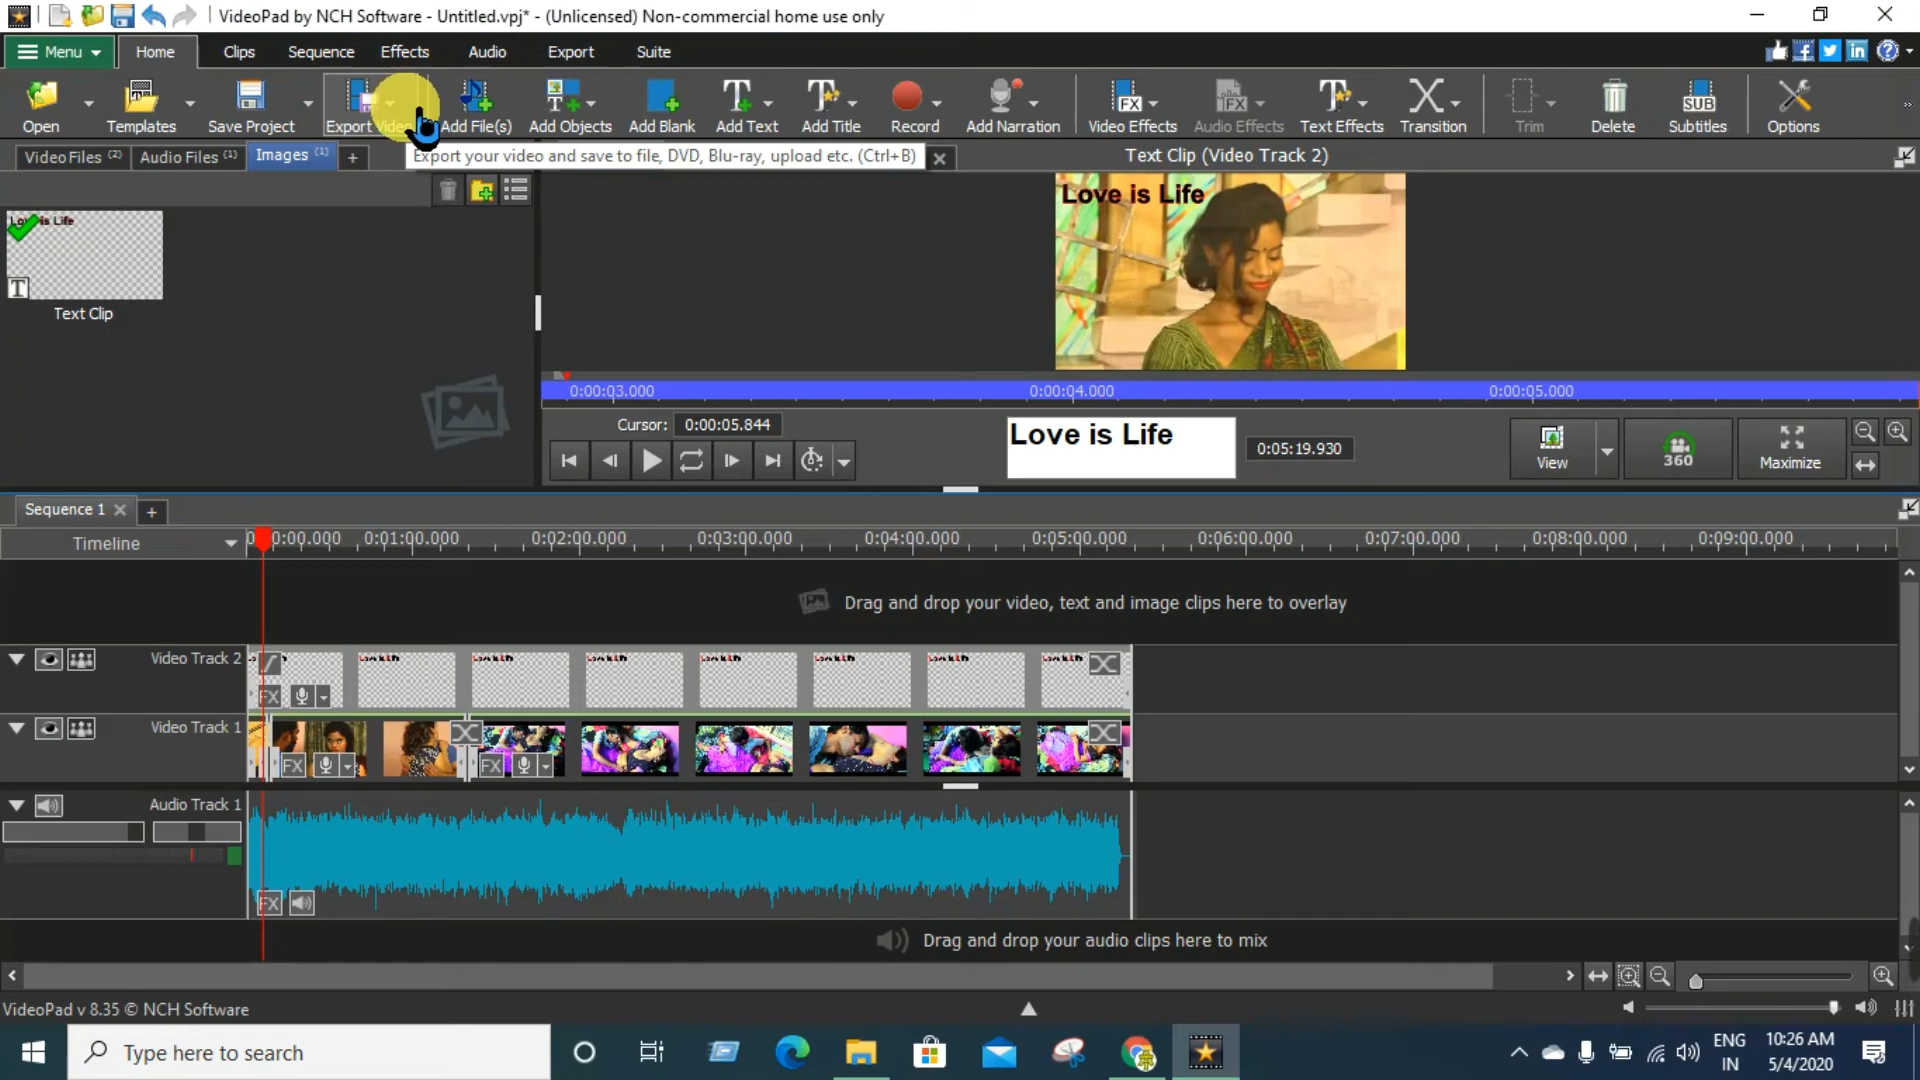 VideoPad by NCH Software - Untitled.vpj* - (Unlicensed) Non-commercial home use only
Menu Home Clips Sequence Effects Audio Export Suite
Open Templates Save Project Export Video Add File(s) Add Objects Add Blank Add Text Add Title Record Add Narration Video Effects Audio Effects Text Effects Transition Trim Delete Subtitles Options
FX FX SUB
Video Files (2) Audio Files (1) Images (1) +
Export your video and save to file, DVD, Blu-ray, upload etc. (Ctrl+B)
Text Clip (Video Track 2)
Love is Life
Love is Life
T
Text Clip
0:00:03.000 0:00:04.000 0:00:05.000
Cursor: 0:00:05.844
Love is Life
0:05:19.930
View 360 Maximize
Sequence 1 +
Timeline
0:00.000 0:01:00.000 0:02:00.000 0:03:00.000 0:04:00.000 0:05:00.000 0:06:00.000 0:07:00.000 0:08:00.000 0:09:00.000
Drag and drop your video, text and image clips here to overlay
Video Track 2
FX
Video Track 1
FX FX
Audio Track 1
FX
Drag and drop your audio clips here to mix
VideoPad v 8.35 © NCH Software
Type here to search
ENG
IN
10:26 AM
5/4/2020